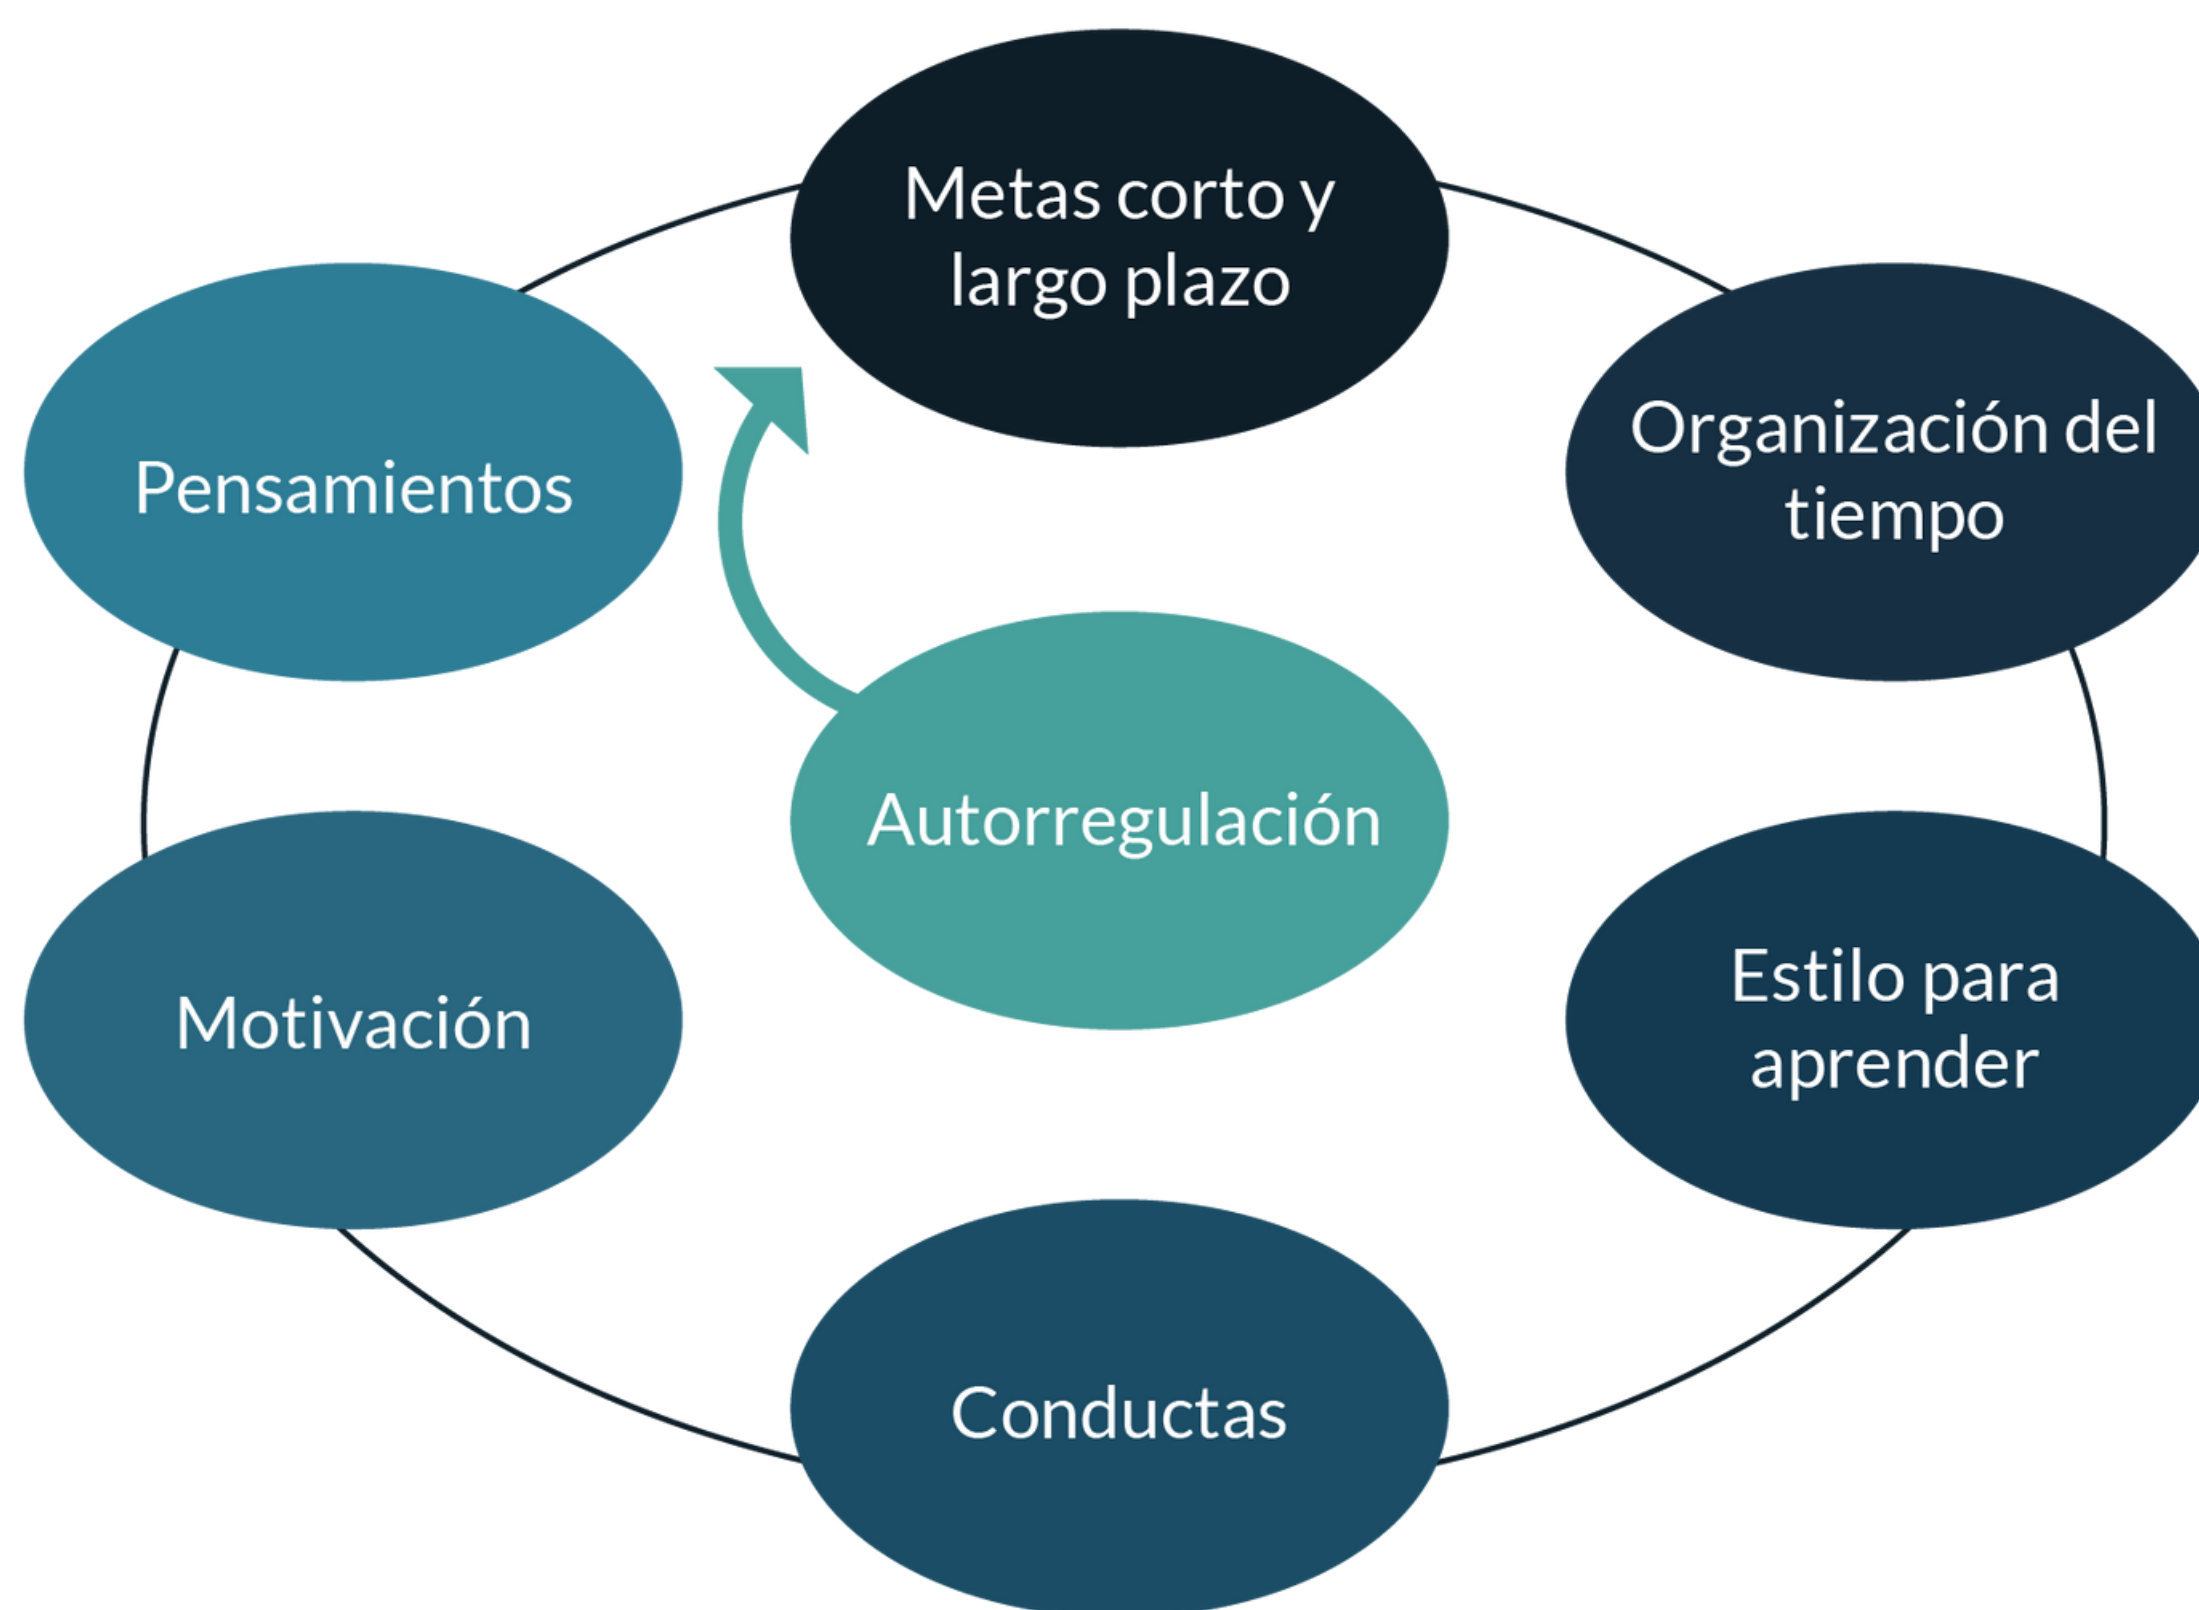 Metas corto y
largo plazo
Organización del
tiempo
Pensamientos
Autorregulación
Estilo para
aprender
Motivación
Conductas